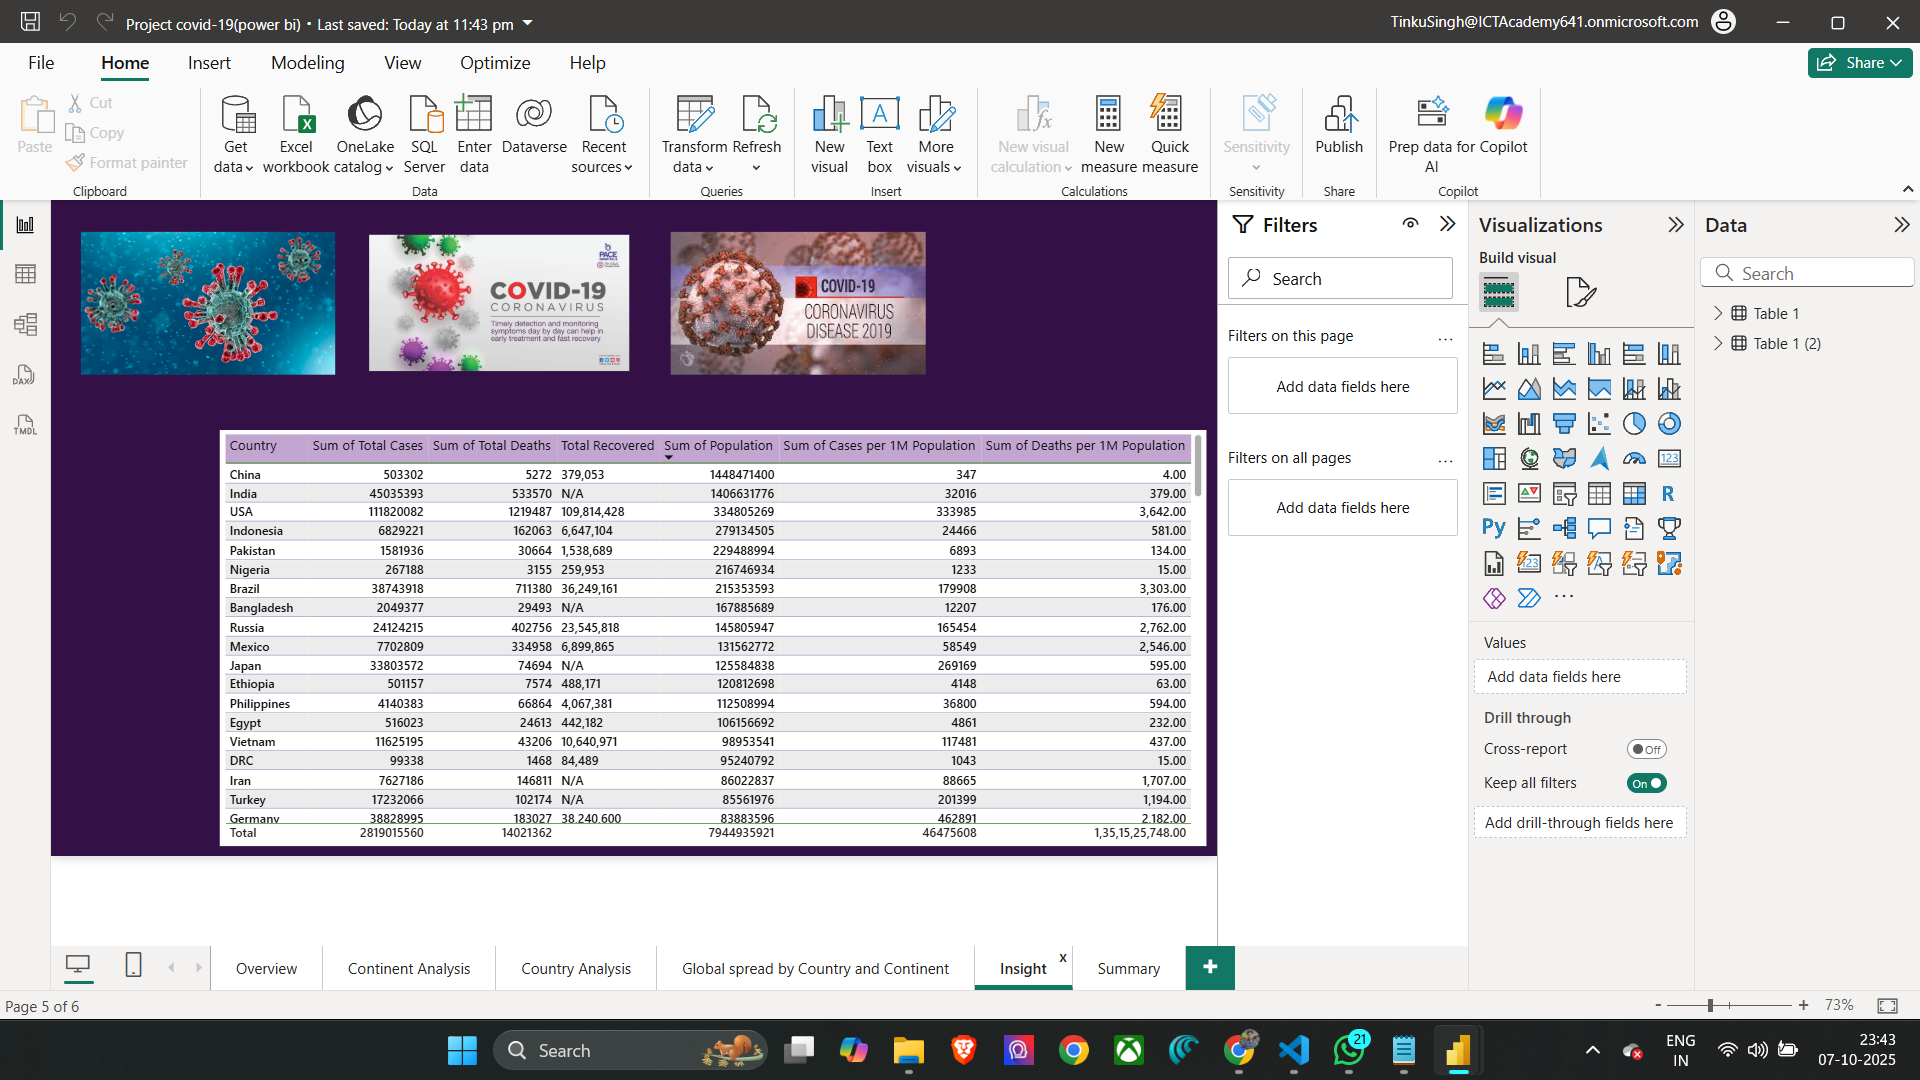 Project covid-19(power bi) • Last saved: Today at 11:43 pm
TinkuSingh@ICTAcademy641.onmicrosoft.com
File Home Insert Modeling View Optimize Help
Share
Paste
Cut
Copy
Format painter
Clipboard
Get data
Excel workbook
OneLake catalog
SQL Server
Enter data
Dataverse
Recent sources
Data
Transform data
Refresh
Queries
New visual
Text box
More visuals
Insert
New visual calculation
New measure
Quick measure
Calculations
Sensitivity
Sensitivity
Publish
Share
Prep data for AI
Copilot
Copilot
PACE
COVID-19
CORONAVIRUS
Timely detection and monitoring
symptoms day by day can help in
early treatment and fast recovery
COVID-19
CORONAVIRUS
DISEASE 2019
Country Sum of Total Cases Sum of Total Deaths Total Recovered Sum of Population Sum of Cases per 1M Population Sum of Deaths per 1M Population
China 503302 5272 379,053 1448471400 347 4.00
India 45035393 533570 N/A 1406631776 32016 379.00
USA 111820082 1219487 109,814,428 334805269 333985 3,642.00
Indonesia 6829221 162063 6,647,104 279134505 24466 581.00
Pakistan 1581936 30664 1,538,689 229488994 6893 134.00
Nigeria 267188 3155 259,953 216746934 1233 15.00
Brazil 38743918 711380 36,249,161 215353593 179908 3,303.00
Bangladesh 2049377 29493 N/A 167885689 12207 176.00
Russia 24124215 402756 23,545,818 145805947 165454 2,762.00
Mexico 7702809 334958 6,899,865 131562772 58549 2,546.00
Japan 33803572 74694 N/A 125584838 269169 595.00
Ethiopia 501157 7574 488,171 120812698 4148 63.00
Philippines 4140383 66864 4,067,381 112508994 36800 594.00
Egypt 516023 24613 442,182 106156692 4861 232.00
Vietnam 11625195 43206 10,640,971 98953541 117481 437.00
DRC 99338 1468 84,489 95240792 1043 15.00
Iran 7627186 146811 N/A 86022837 88665 1,707.00
Turkey 17232066 102174 N/A 85561976 201399 1,194.00
Germany 38828995 183027 38,240,600 83883596 462891 2,182.00
Total 2819015560 14021362 7944935921 46475608 1,35,15,25,748.00
Filters
Search
Filters on this page ...
Add data fields here
Filters on all pages ...
Add data fields here
Visualizations
Build visual
123
R
Py
123
...
Values
Add data fields here
Drill through
Cross-report Off
Keep all filters On
Add drill-through fields here
Data
Search
Table 1
Table 1 (2)
DAX
TMDL
Overview Continent Analysis Country Analysis Global spread by Country and Continent Insight x Summary +
Page 5 of 6
- + 73%
Search
21
ENG
IN
23:43
07-10-2025